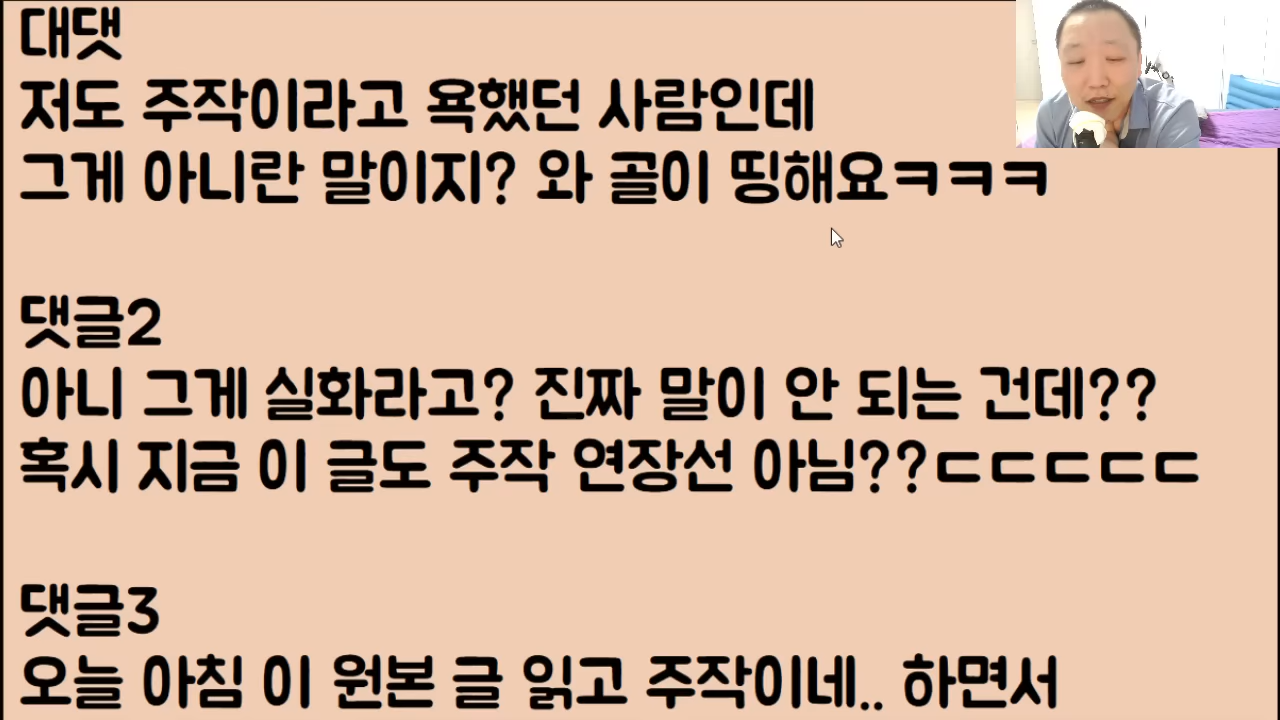 대댓
저도 주작이라고 욕했던 사람인데
그게 아니란 말이지? 와 골이 띵해요ㅋㅋㅋ
댓글2
아니 그게 실화라고? 진짜 말이 안 되는 건데??
혹시 지금 이 글도 주작 연장선 아님??ㄷㄷㄷㄷㄷ
댓글3
오늘 아침 이 원본 글 읽고 주작이네.. 하면서